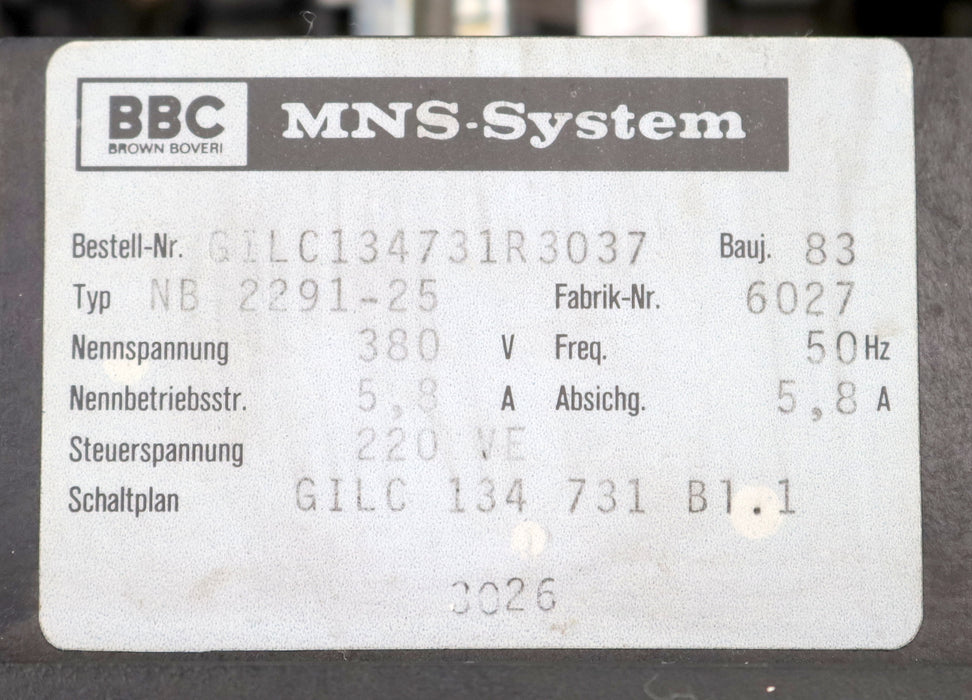 BBC MNS-System
BROWN BOVERI
Bestell-Nr. GILC134731R3037 Bauj. 83
Typ NB 2291-25 Fabrik-Nr. 6027
Nennspannung 380 V Freq. 50 Hz
Nennbetriebsstr. 5,8 A Absichg. 5,8 A
Steuerspannung 220 VE
Schaltplan GILC 134 731 Bl.1
3026